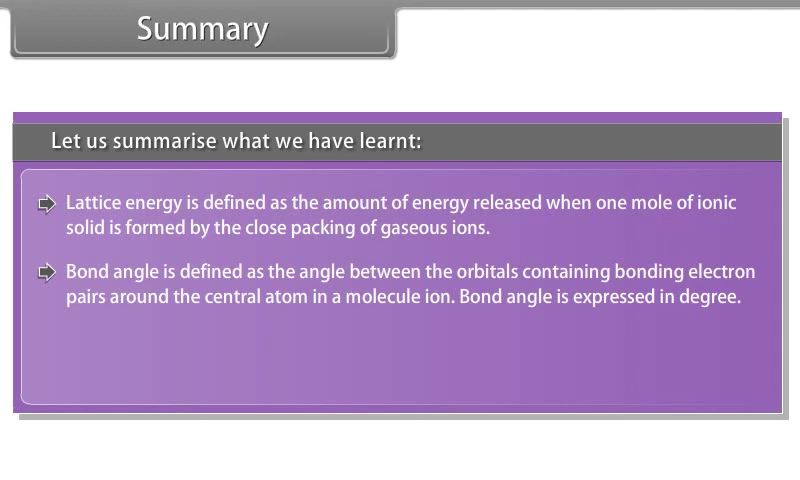 Summary
Let us summarise what we have learnt:
Lattice energy is defined as the amount of energy released when one mole of ionic
solid is formed by the close packing of gaseous ions.
Bond angle is defined as the angle between the orbitals containing bonding electron
pairs around the central atom in a molecule ion. Bond angle is expressed in degree.